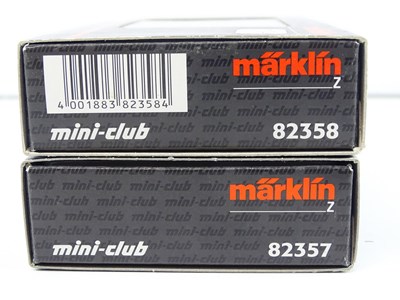 märklin
Z
4 001883 823584
mini-club
82358
märklin
Z
mini-club
82357